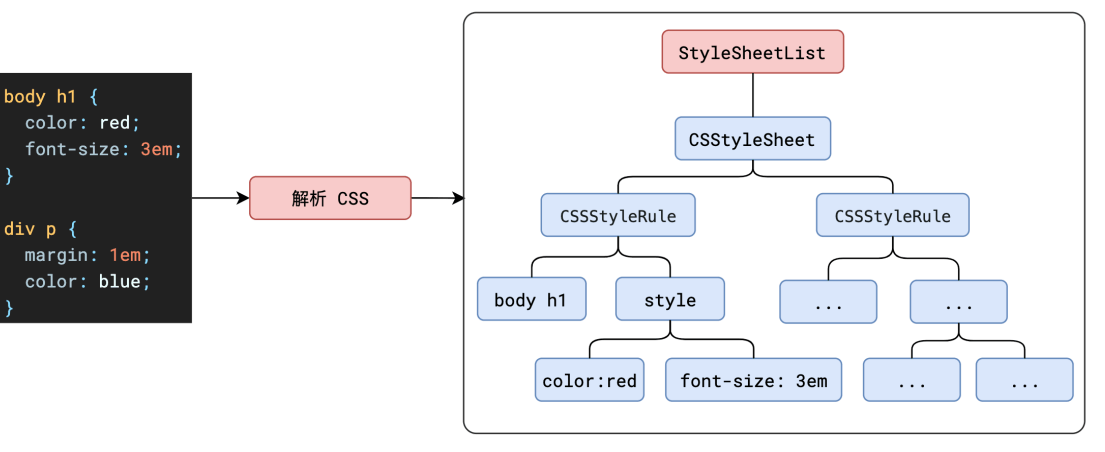 body h1 {
color: red;
font-size: 3em;
}
div p {
margin: 1em;
color: blue;
}
解析 CSS
StyleSheetList
CSStyleSheet
CSSStyleRule
CSSStyleRule
body h1
style
...
...
color:red
font-size: 3em
...
...